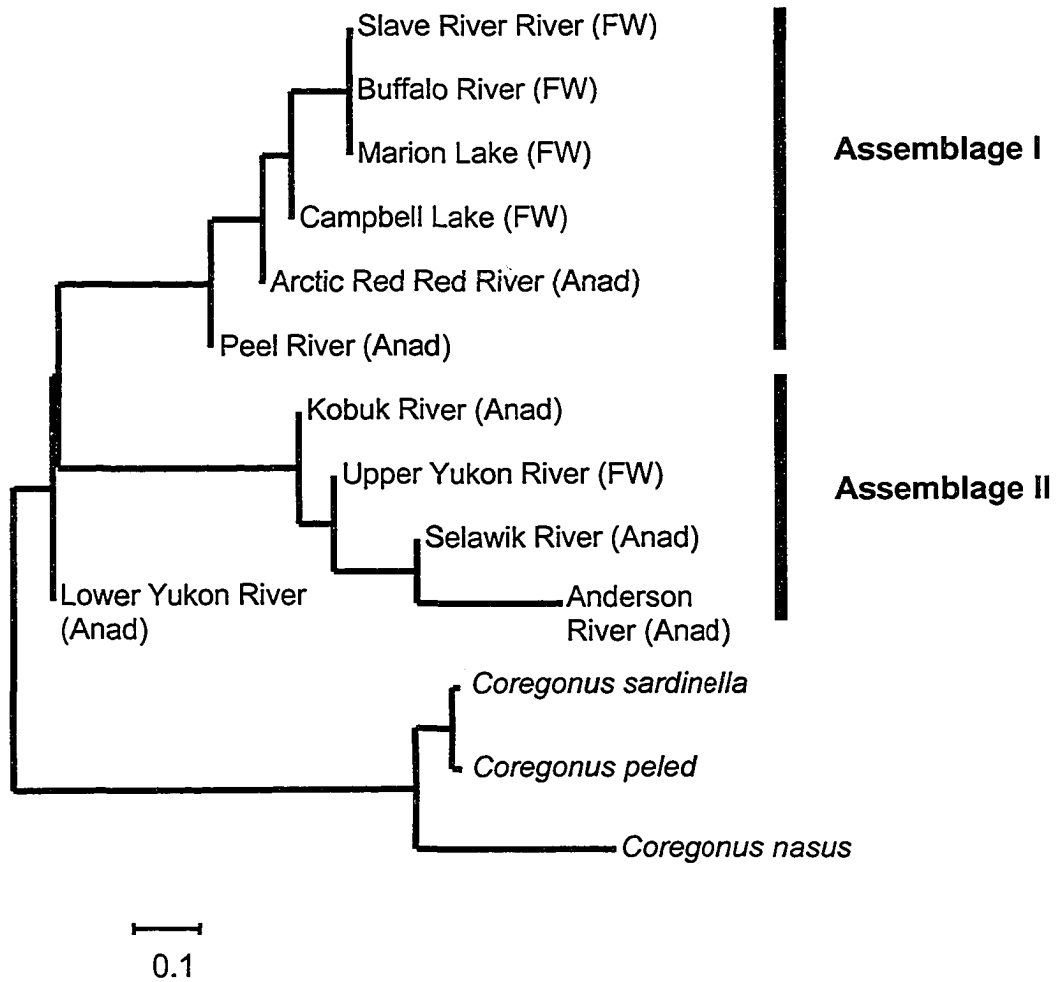 Slave River River (FW)
Buffalo River (FW)
Marion Lake (FW)
Campbell Lake (FW)
Arctic Red Red River (Anad)
Peel River (Anad)
Assemblage I
Kobuk River (Anad)
Upper Yukon River (FW)
Selawik River (Anad)
Anderson
River (Anad)
Assemblage II
Lower Yukon River
(Anad)
Coregonus sardinella
Coregonus peled
Coregonus nasus
0.1